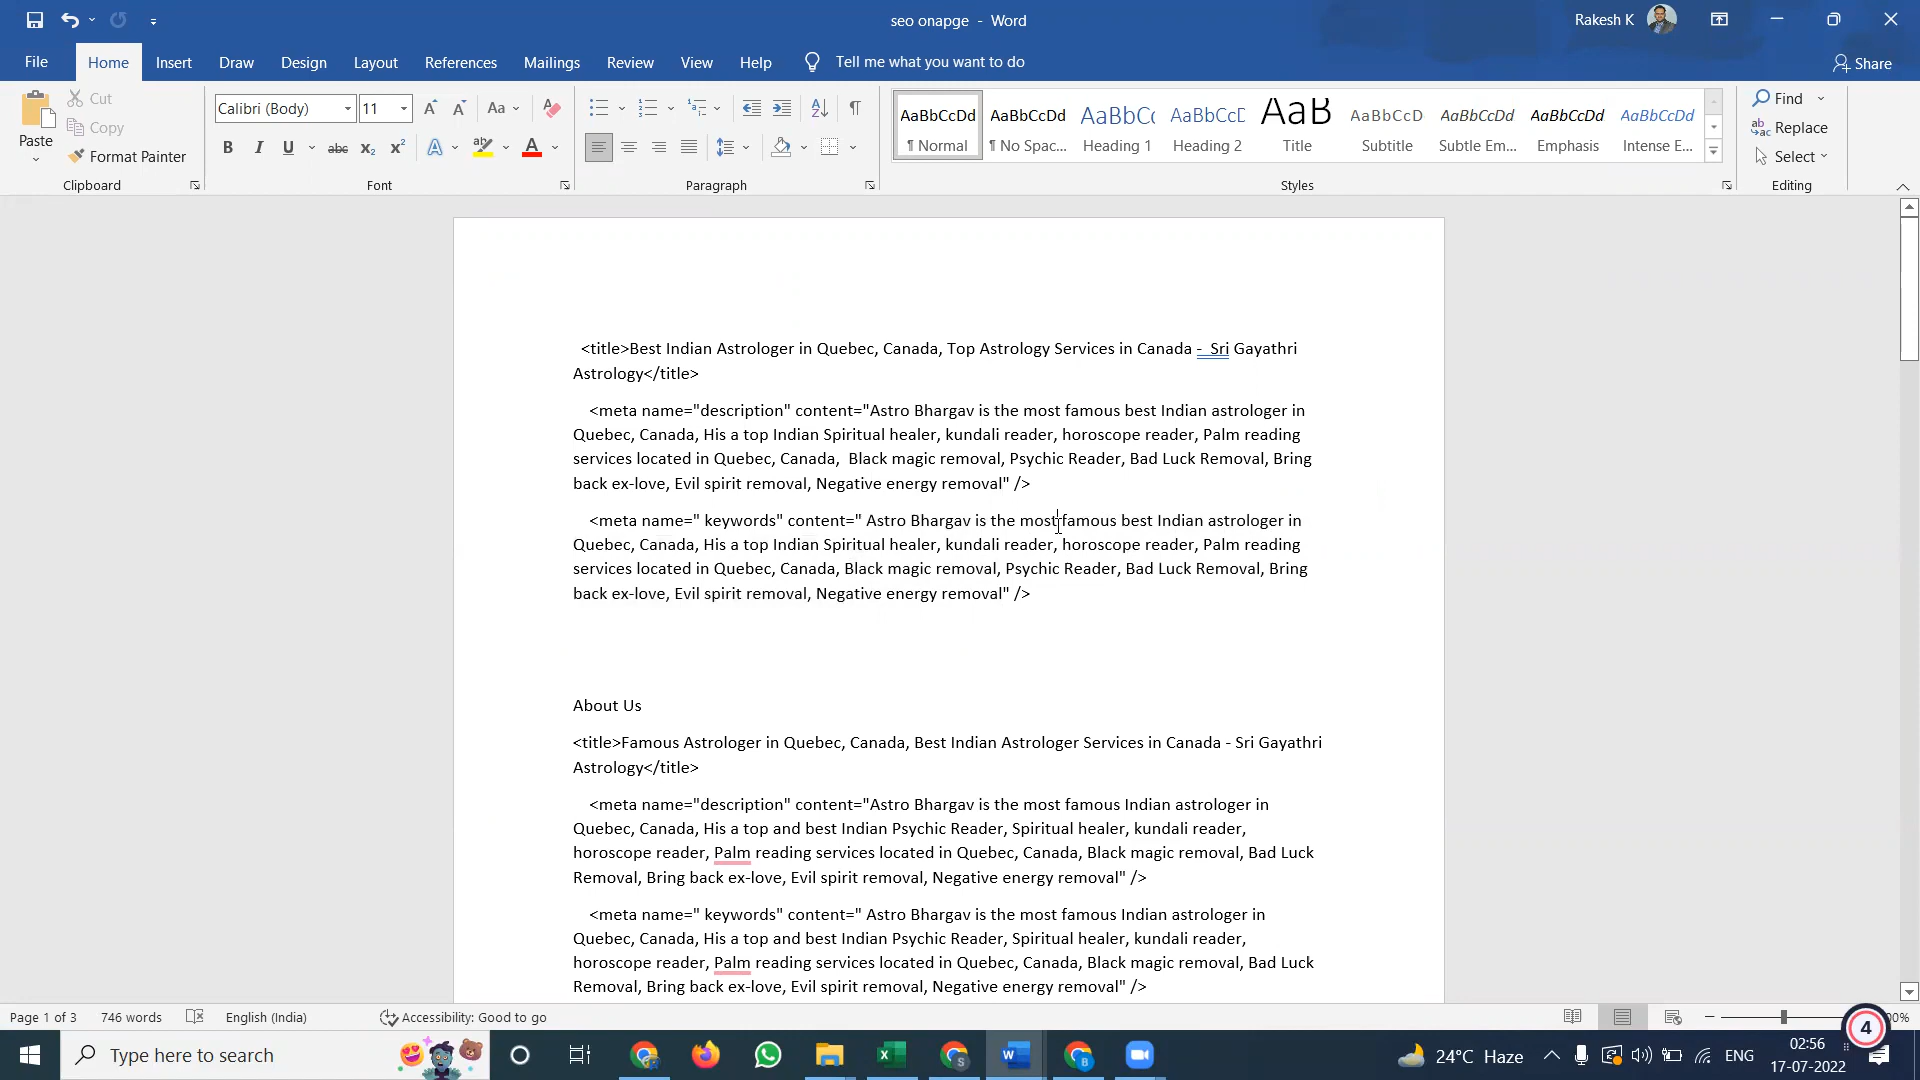 seo onapge - Word
Rakesh K
File Home Insert Draw Design Layout References Mailings Review View Help Tell me what you want to do Share
Paste
Cut
Copy
Format Painter
Clipboard
Calibri (Body) 11
Font
Paragraph
AaBbCcDd AaBbCcDd AaBbCc AaBbCcD AaB AaBbCcD AaBbCcDd AaBbCcDd AaBbCcDd
¶ Normal ¶ No Spac... Heading 1 Heading 2 Title Subtitle Subtle Em... Emphasis Intense E...
Styles
Find
Replace
Select
Editing
<title>Best Indian Astrologer in Quebec, Canada, Top Astrology Services in Canada - Sri Gayathri
Astrology</title>
<meta name="description" content="Astro Bhargav is the most famous best Indian astrologer in
Quebec, Canada, His a top Indian Spiritual healer, kundali reader, horoscope reader, Palm reading
services located in Quebec, Canada, Black magic removal, Psychic Reader, Bad Luck Removal, Bring
back ex-love, Evil spirit removal, Negative energy removal" />
<meta name=" keywords" content=" Astro Bhargav is the most famous best Indian astrologer in
Quebec, Canada, His a top Indian Spiritual healer, kundali reader, horoscope reader, Palm reading
services located in Quebec, Canada, Black magic removal, Psychic Reader, Bad Luck Removal, Bring
back ex-love, Evil spirit removal, Negative energy removal" />
About Us
<title>Famous Astrologer in Quebec, Canada, Best Indian Astrologer Services in Canada - Sri Gayathri
Astrology</title>
<meta name="description" content="Astro Bhargav is the most famous Indian astrologer in
Quebec, Canada, His a top and best Indian Psychic Reader, Spiritual healer, kundali reader,
horoscope reader, Palm reading services located in Quebec, Canada, Black magic removal, Bad Luck
Removal, Bring back ex-love, Evil spirit removal, Negative energy removal" />
<meta name=" keywords" content=" Astro Bhargav is the most famous Indian astrologer in
Quebec, Canada, His a top and best Indian Psychic Reader, Spiritual healer, kundali reader,
horoscope reader, Palm reading services located in Quebec, Canada, Black magic removal, Bad Luck
Removal, Bring back ex-love, Evil spirit removal, Negative energy removal" />
Page 1 of 3 746 words English (India) Accessibility: Good to go
4
Type here to search
24°C Haze
ENG
02:56
17-07-2022